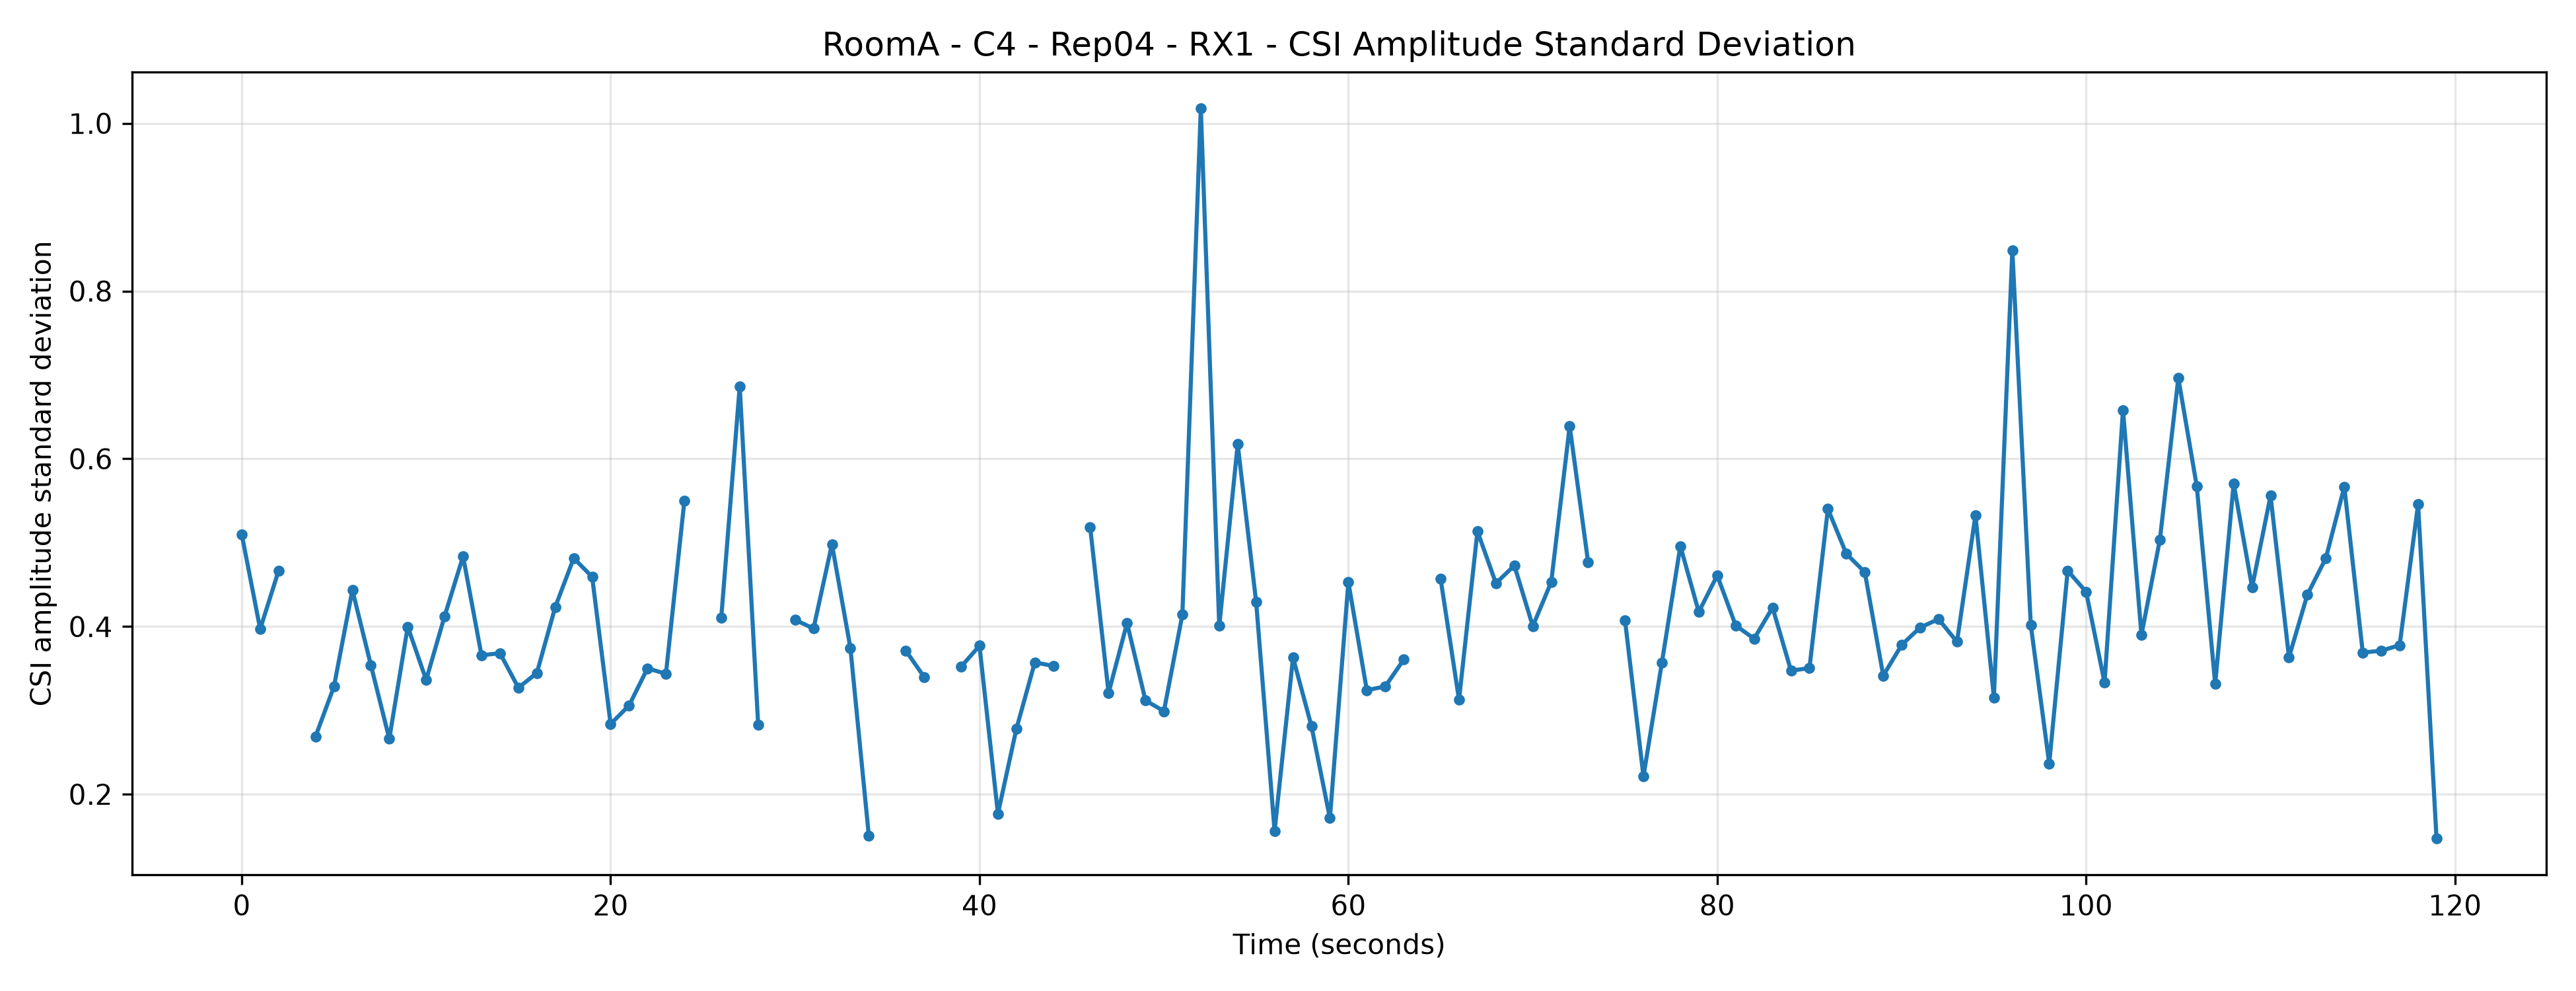 RoomA - C4 - Rep04 - RX1 - CSI Amplitude Standard Deviation
CSI amplitude standard deviation
1.0
0.8
0.6
0.4
0.2
0 20 40 60 80 100 120
Time (seconds)